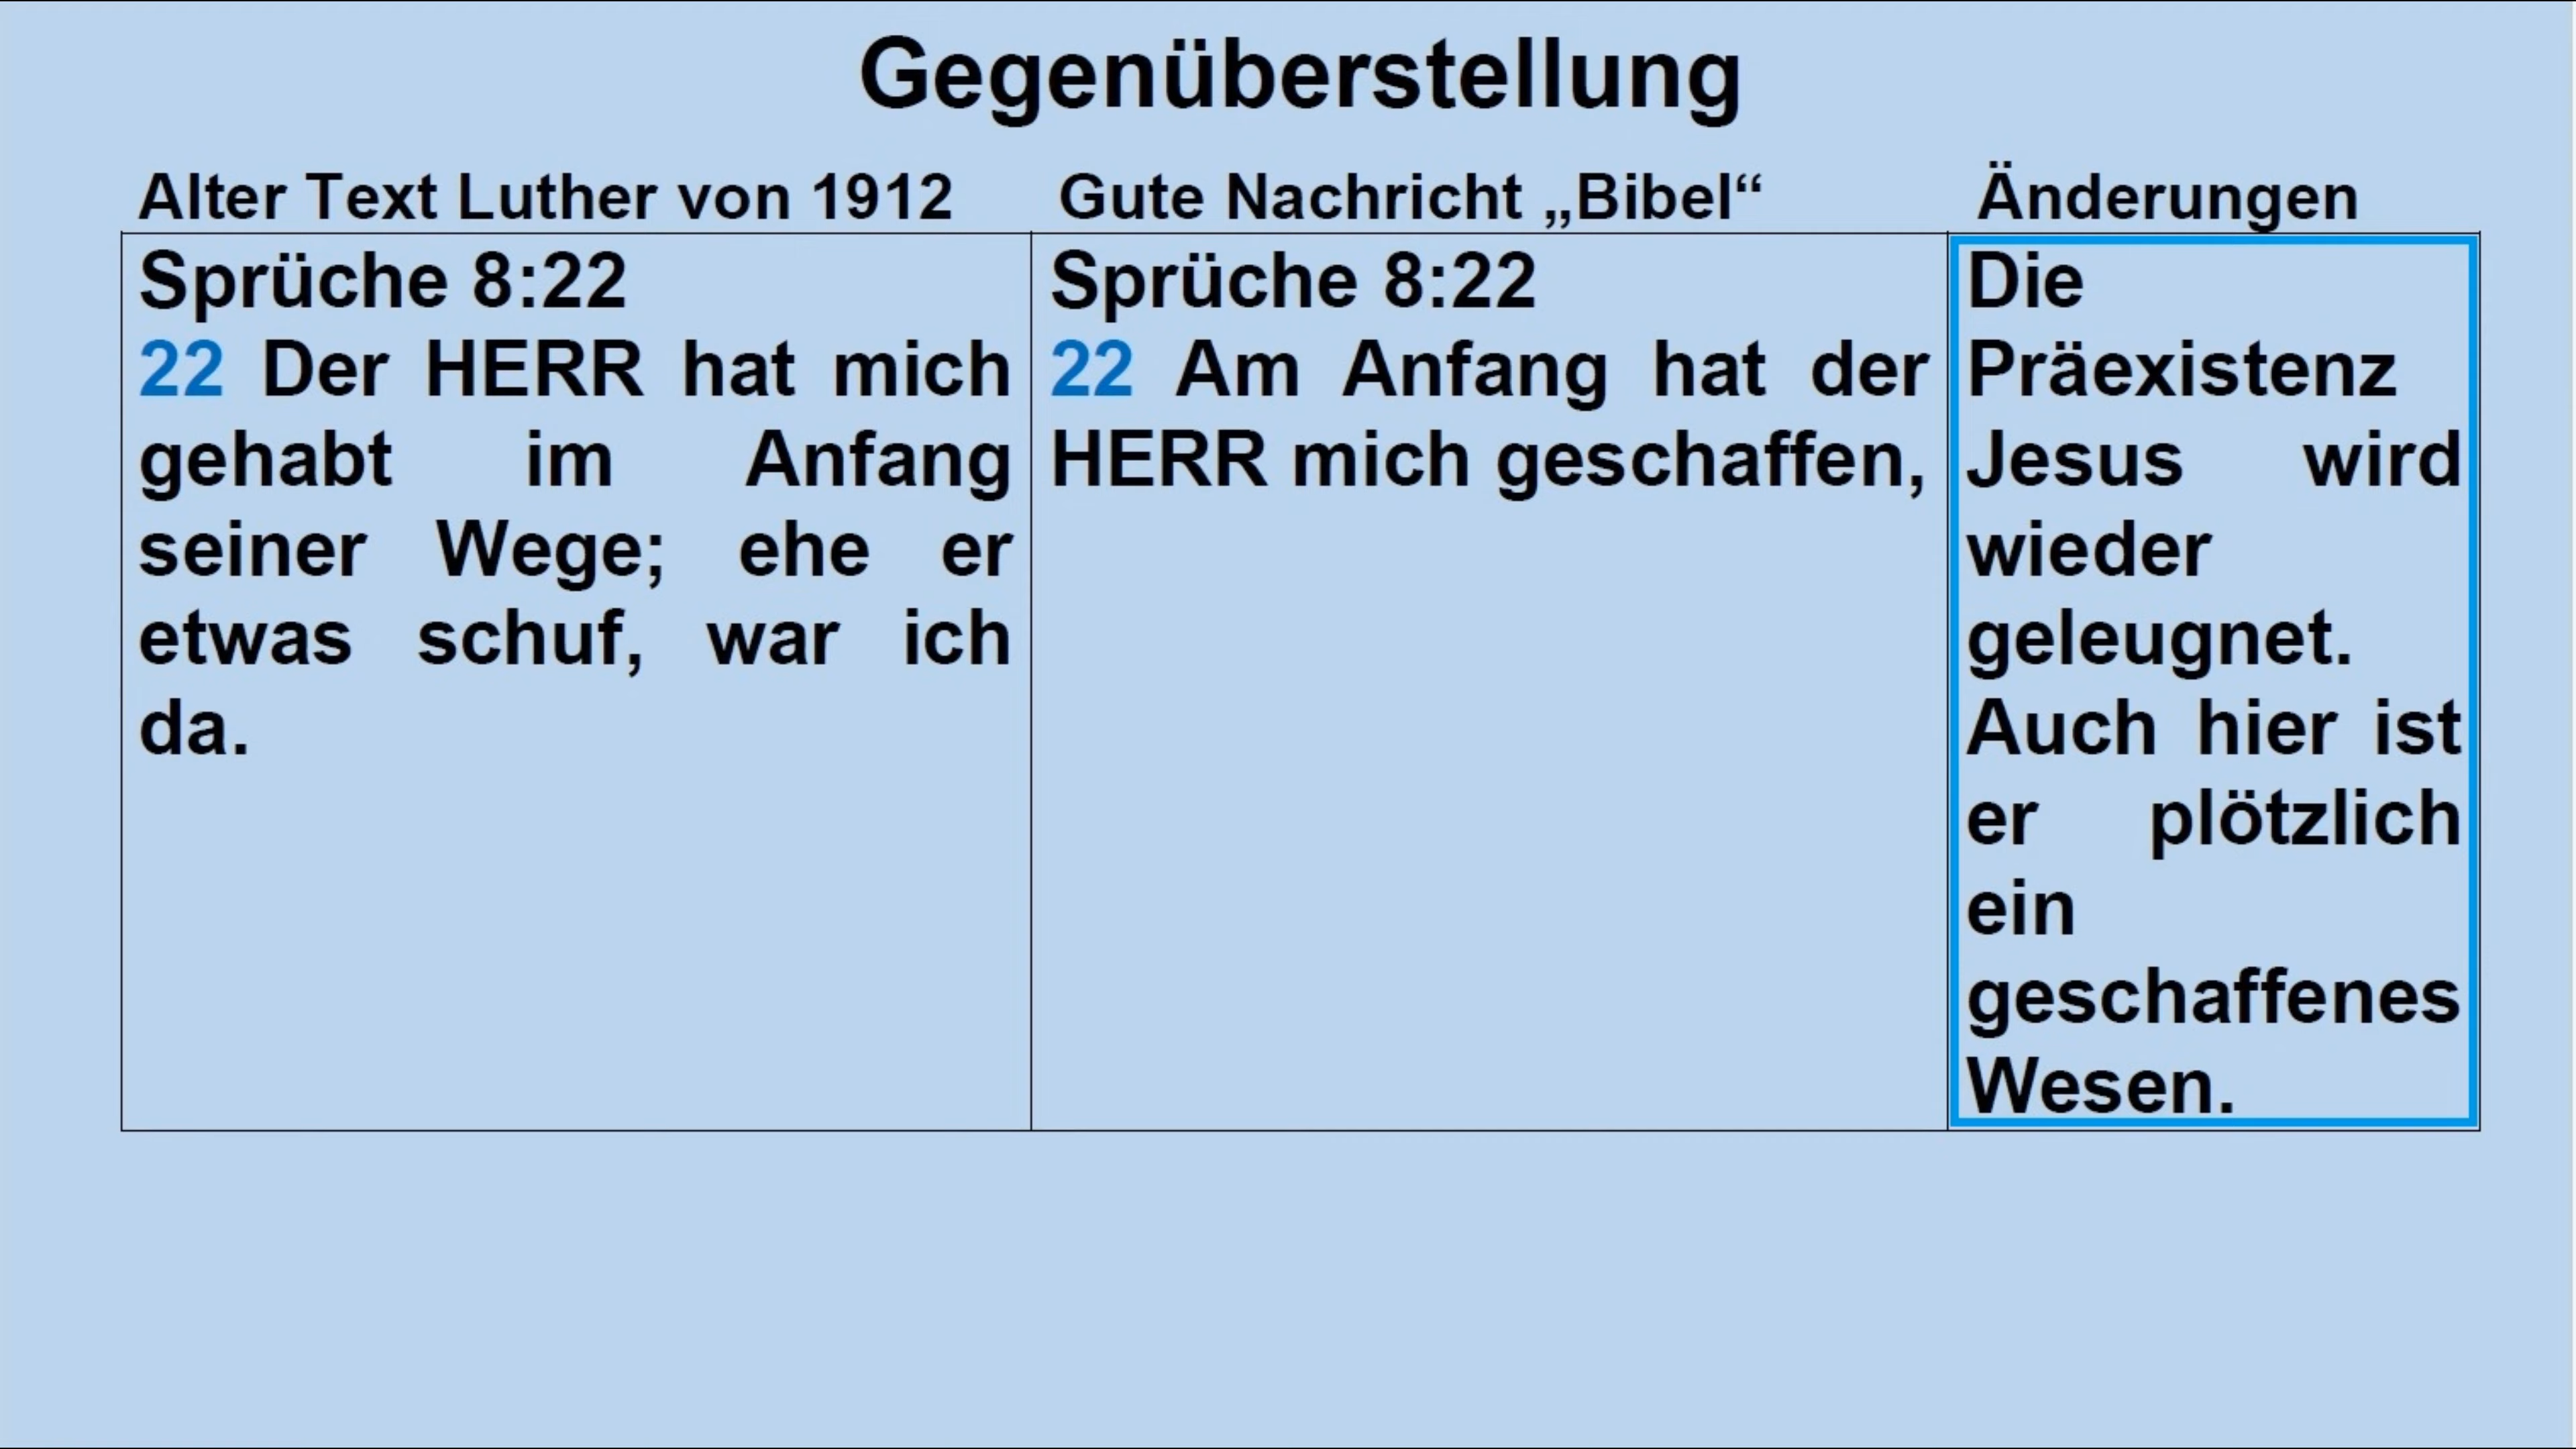 Gegenüberstellung
Alter Text Luther von 1912
Gute Nachricht „Bibel“
Änderungen
Sprüche 8:22
22 Der HERR hat mich
gehabt im Anfang
seiner Wege; ehe er
etwas schuf, war ich
da.
Sprüche 8:22
22 Am Anfang hat der
HERR mich geschaffen,
Die
Präexistenz
Jesus wird
wieder
geleugnet.
Auch hier ist
er plötzlich
ein
geschaffenes
Wesen.